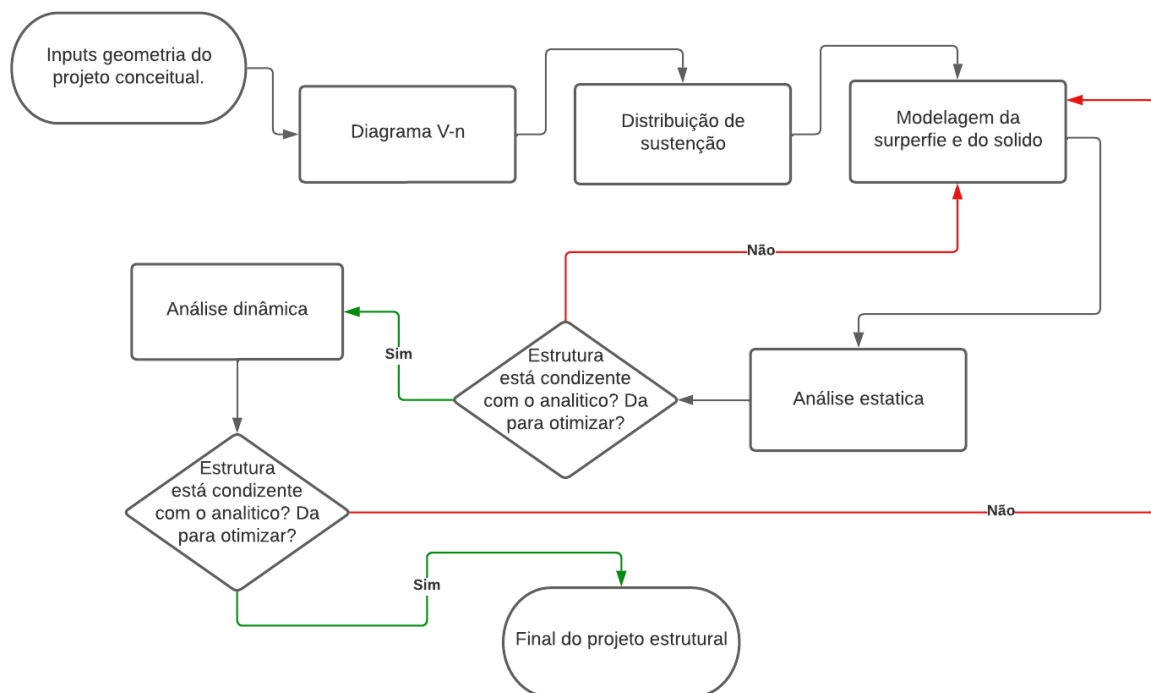 Inputs geometria do
projeto conceitual.
Diagrama V-n
Distribuição de
sustenção
Modelagem da
surperfie e do solido
Não
Análise dinâmica
Sim
Estrutura
está condizente
com o analitico? Da
para otimizar?
Análise estatica
Estrutura
está condizente
com o analitico? Da
para otimizar?
Não
Sim
Final do projeto estrutural